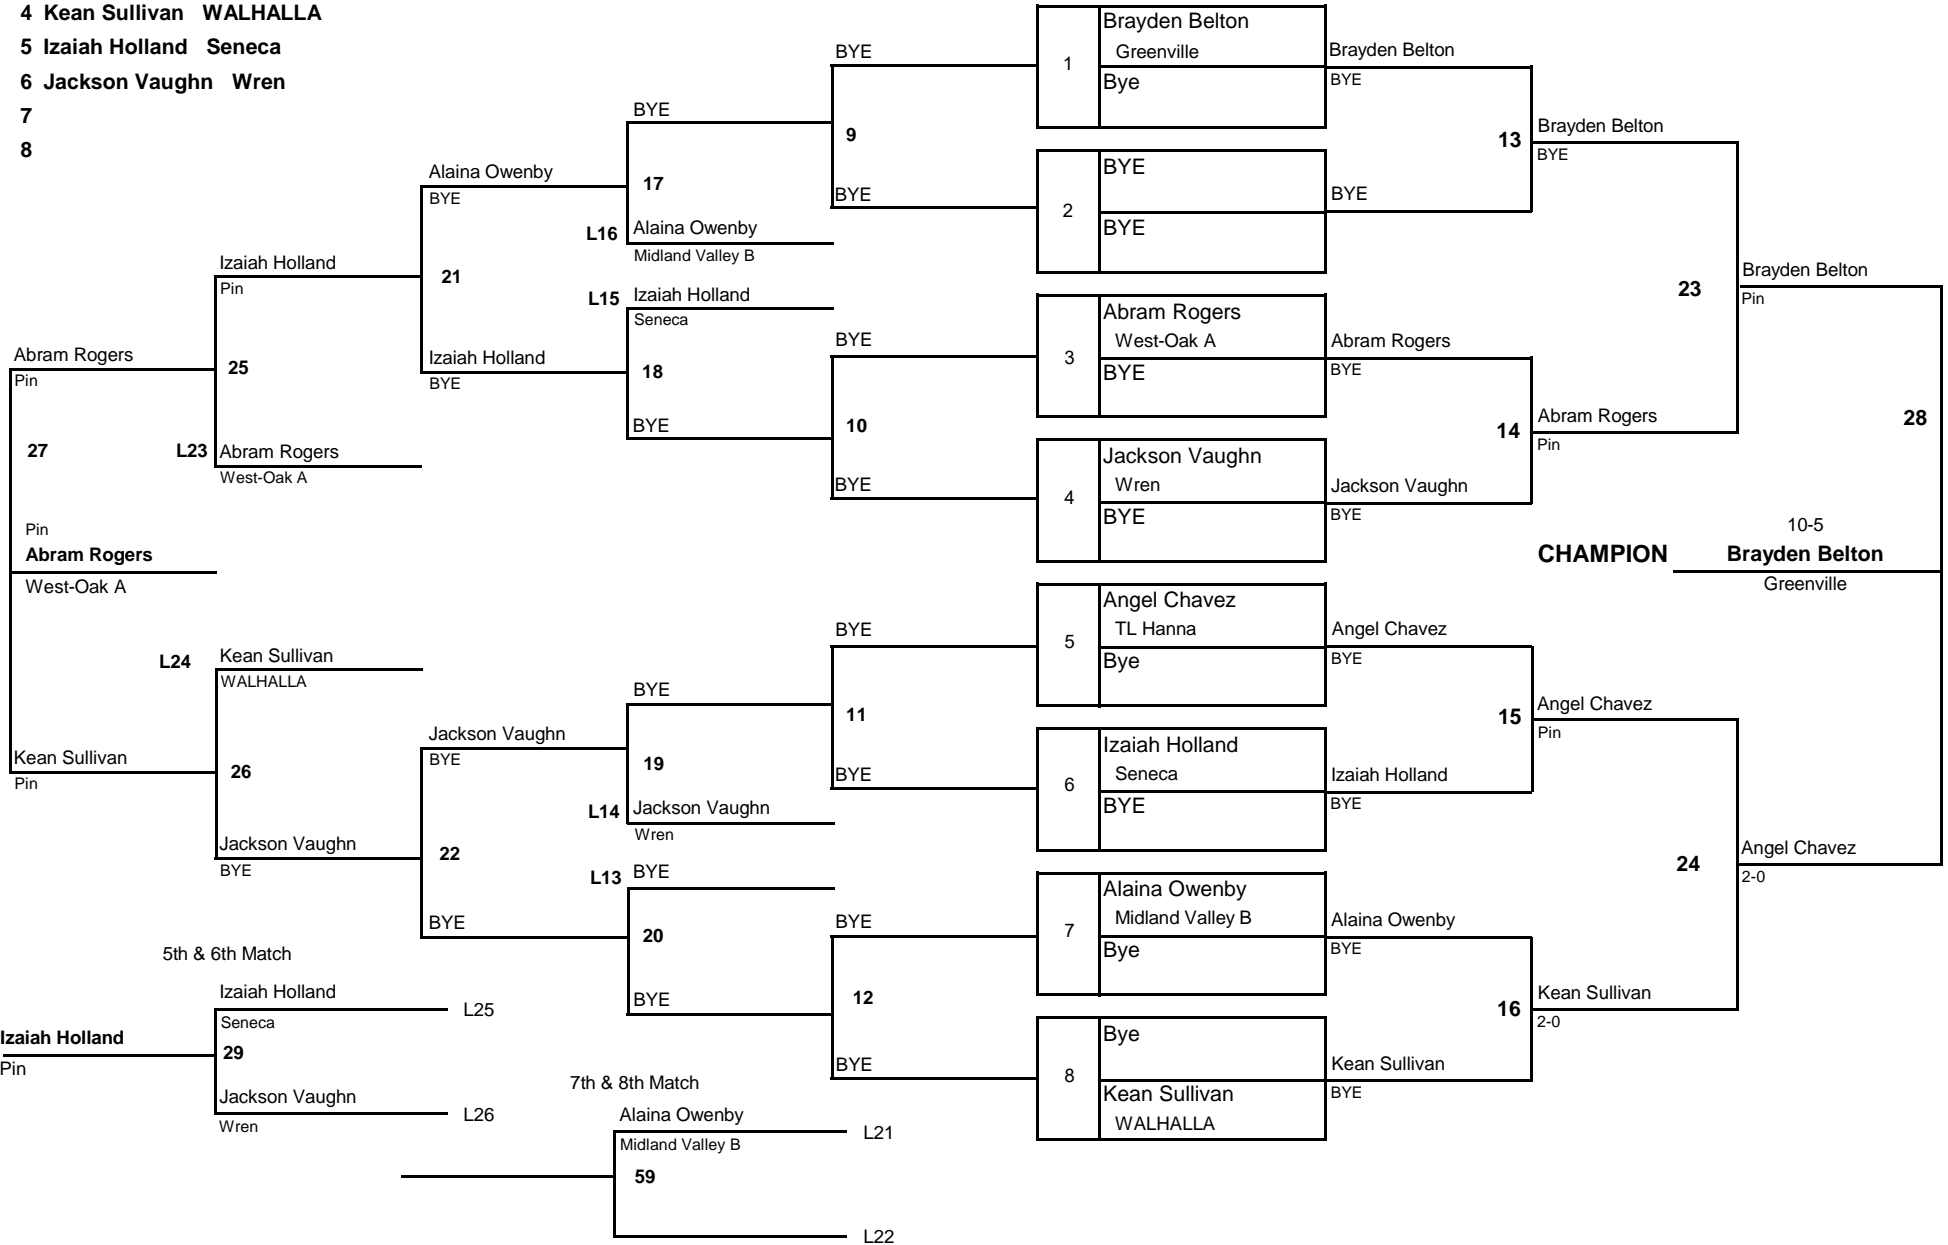 4 Kean Sullivan WALHALLA
5 Izaiah Holland Seneca
6 Jackson Vaughn Wren
7
8
Abram Rogers
Pin
27
Pin
Abram Rogers
West-Oak A
Kean Sullivan
Pin
Izaiah Holland
Pin
25
L23 Abram Rogers
West-Oak A
L24 Kean Sullivan
WALHALLA
26
Jackson Vaughn
BYE
5th & 6th Match
Izaiah Holland L25
Seneca
Izaiah Holland
29
Pin
Jackson Vaughn L26
Wren
Alaina Owenby
BYE
21
Izaiah Holland
BYE
Jackson Vaughn
BYE
22
BYE
BYE
17
L16 Alaina Owenby
Midland Valley B
L15 Izaiah Holland
Seneca
18
BYE
BYE
19
L14 Jackson Vaughn
Wren
L13 BYE
20
BYE
7th & 8th Match
Alaina Owenby L21
Midland Valley B
59
L22
BYE
9
BYE
BYE
10
BYE
BYE
11
BYE
BYE
12
BYE
1
Brayden Belton
Greenville
Bye
2
BYE
BYE
3
Abram Rogers
West-Oak A
BYE
4
Jackson Vaughn
Wren
BYE
5
Angel Chavez
TL Hanna
Bye
6
Izaiah Holland
Seneca
BYE
7
Alaina Owenby
Midland Valley B
Bye
8
Bye
Kean Sullivan
WALHALLA
Brayden Belton
BYE
13
BYE
Abram Rogers
BYE
14
Jackson Vaughn
BYE
Angel Chavez
BYE
15
Izaiah Holland
BYE
Alaina Owenby
BYE
16
Kean Sullivan
BYE
Brayden Belton
BYE
23
Abram Rogers
Pin
Angel Chavez
Pin
24
Kean Sullivan
2-0
Brayden Belton
Pin
28
10-5
CHAMPION Brayden Belton
Greenville
Angel Chavez
2-0